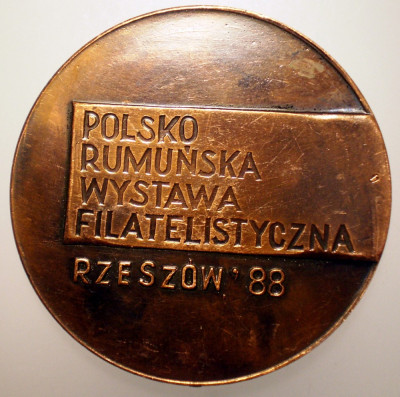 POLSKO
RUMUŃSKA
WYSTAWA
FILATELISTYCZNA
RZESZÓW '88